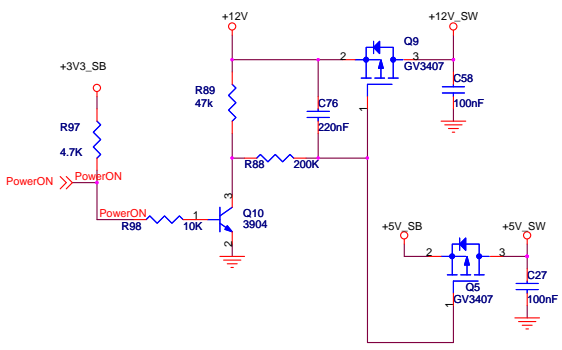 +12V
+12V_SW
Q9
2
3
GV3407
+3V3_SB
R89
47k
C58
C76
1
100nF
R97
220nF
4.7K
R88
200K
PowerON
PowerON
3
PowerON
1
Q10
R98
10K
3904
+5V_SB
+5V_SW
2
2
3
C27
Q5
GV3407
100nF
1